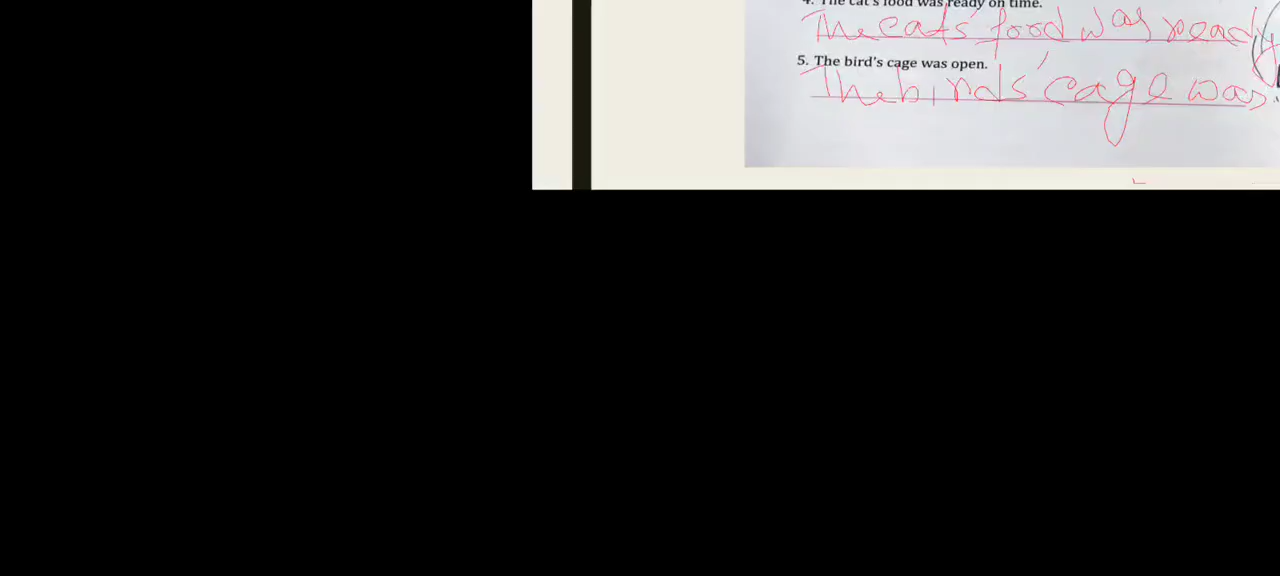 4. The cat's food was ready on time.
The cats' food was ready
5. The bird's cage was open.
The birds' cage was